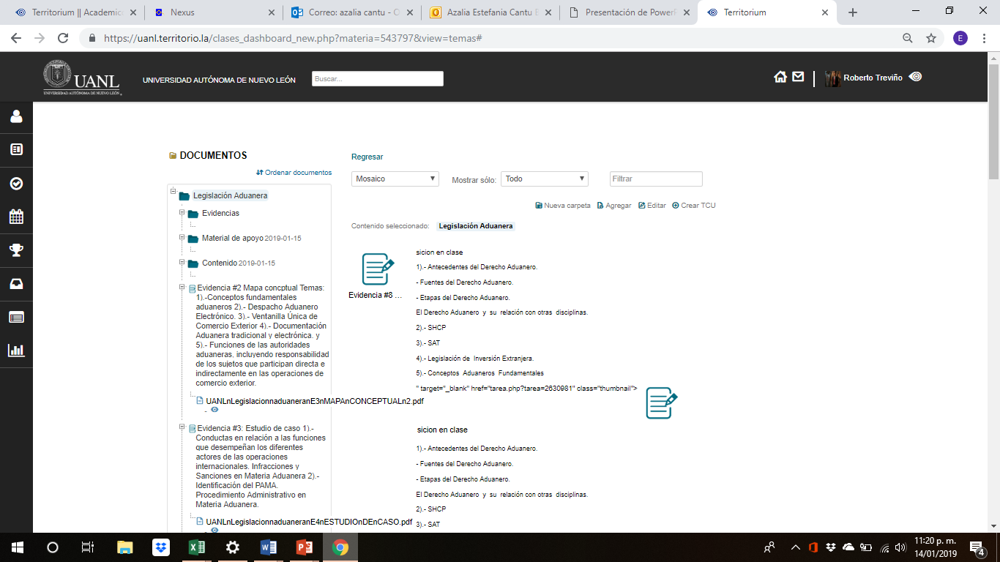 Territorium || Academic
Nexus
Correo: azalia cantu - O
Azalia Estefania Cantu E
Presentación de PowerP
Territorium
https://uanl.territorio.la/clases_dashboard_new.php?materia=543797&view=temas#
E
UANL
UNIVERSIDAD AUTÓNOMA DE NUEVO LEÓN
UNIVERSIDAD AUTÓNOMA DE NUEVO LEÓN
Buscar...
Roberto Treviño
DOCUMENTOS
Ordenar documentos
Legislación Aduanera
Evidencias
Material de apoyo 2019-01-15
Contenido 2019-01-15
Evidencia #2 Mapa concptual Temas:
1).-Conceptos fundamentales
aduaneros 2).- Despacho Aduanero
Electrónico. 3).- Ventanilla Única de
Comercio Exterior 4).- Documentación
Aduanera tradicional y electrónica. y
5).- Funciones de las autoridades
aduaneras, incluyendo responsabilidad
de los sujetos que participan directa e
indirectamente en las operaciones de
comercio exterior.
UANLnLegislacionnaduaneranE3nMAPAnCONCEPTUALn2.pdf
-
Evidencia #3: Estudio de caso 1).-
Conductas en relación a las funciones
que desempeñan los diferentes
actores de las operaciones
internacionales. Infracciones y
Sanciones en Materia Aduanera 2).-
Identificación del PAMA.
Procedimiento Administrativo en
Materia Aduanera.
UANLnLegislacionnaduaneranE4nESTUDIOnDEnCASO.pdf
-
Regresar
Mosaico
Mostrar sólo:
Todo
Filtrar
Nueva carpeta
Agregar
Editar
Crear TCU
Contenido seleccionado:
Legislación Aduanera
Evidencia #8 ...
sicion en clase
1).- Antecedentes del Derecho Aduanero.
- Fuentes del Derecho Aduanero.
- Etapas del Derecho Aduanero.
El Derecho Aduanero y su relación con otras disciplinas.
2).- SHCP
3).- SAT
4).- Legislación de Inversión Extranjera.
5).- Conceptos Aduaneros Fundamentales
" target="_blank" href="tarea.php?tarea=2630981" class="thumbnail">
sicion en clase
1).- Antecedentes del Derecho Aduanero.
- Fuentes del Derecho Aduanero.
- Etapas del Derecho Aduanero.
El Derecho Aduanero y su relación con otras disciplinas.
2).- SHCP
3).- SAT
11:20 p. m.
14/01/2019
4